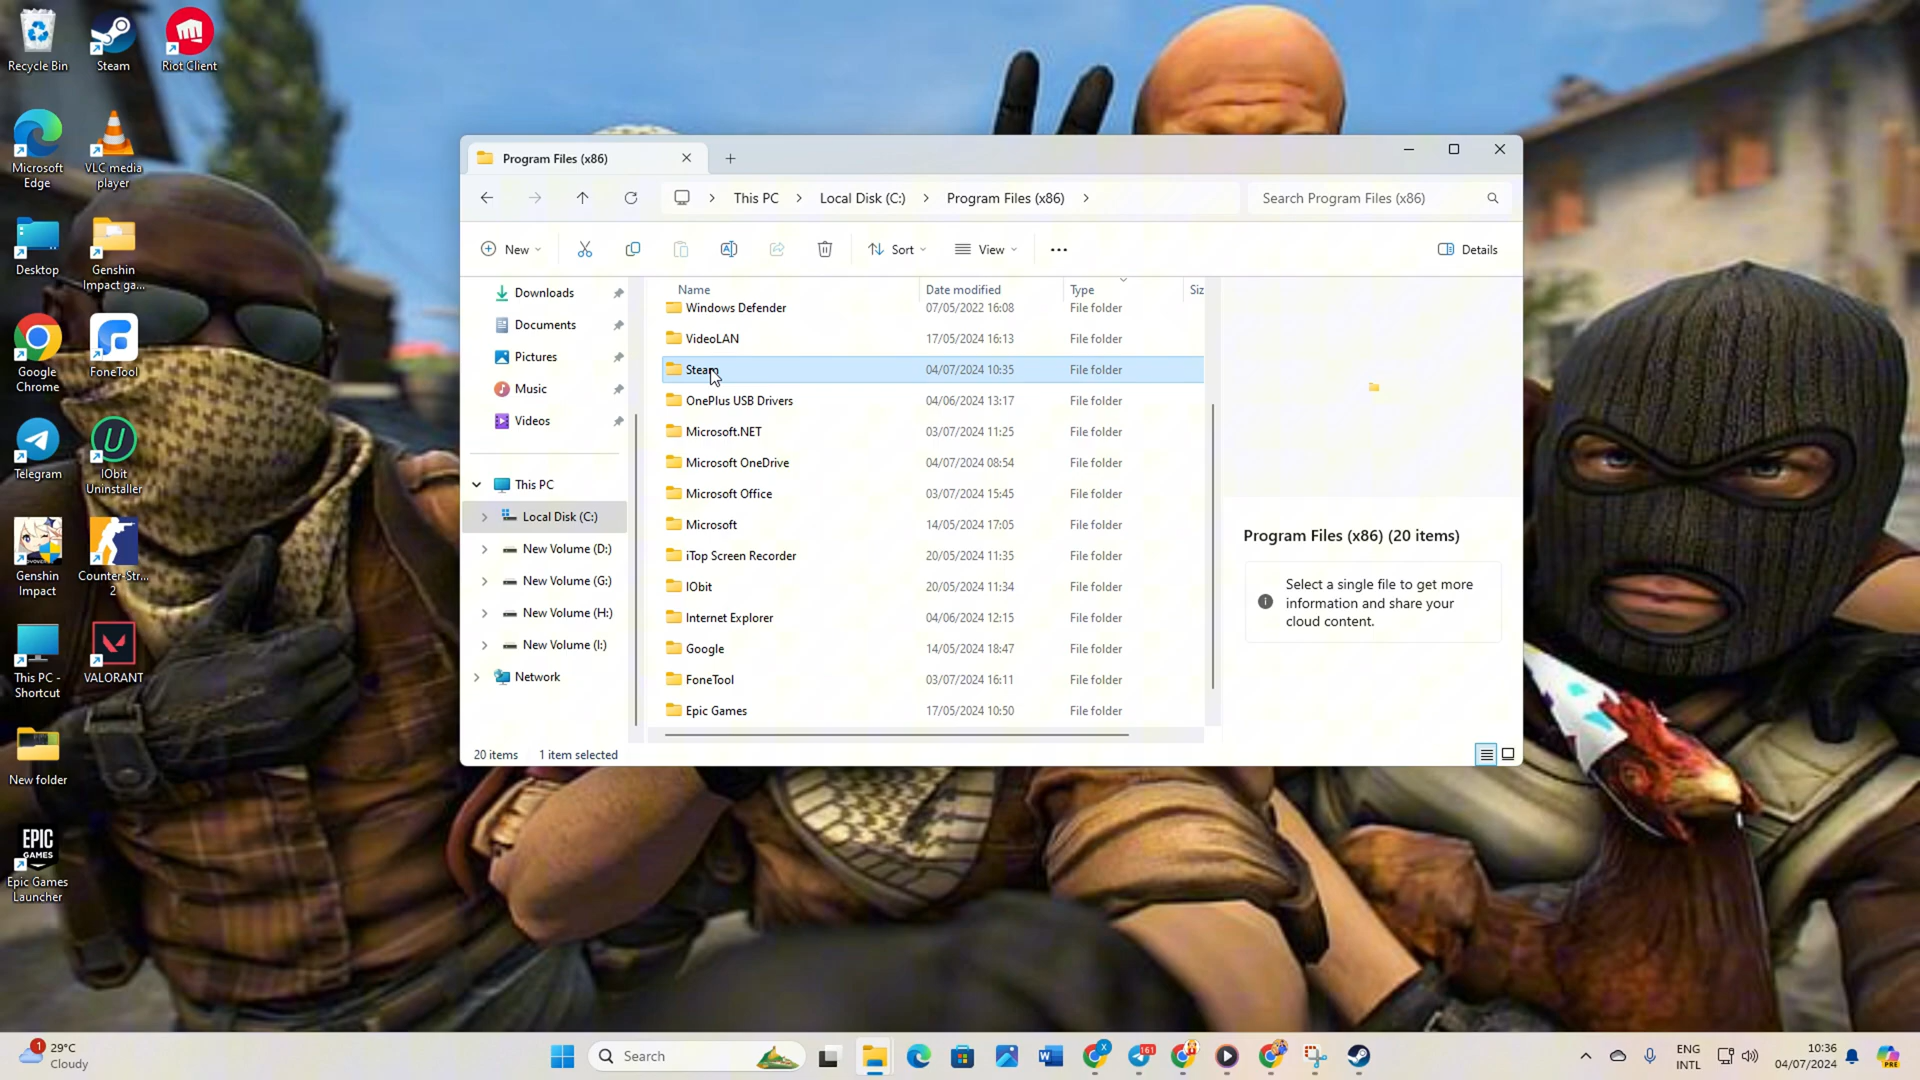 Recycle Bin
Steam
Riot Client
Microsoft
Edge
VLC media
player
Desktop
Genshin
Impact ga...
Google
Chrome
FoneTool
Telegram
IObit
Uninstaller
Genshin
Impact
Counter-Str...
2
This PC -
Shortcut
VALORANT
New folder
EPIC
GAMES
Epic Games
Launcher
Program Files (x86)
This PC
Local Disk (C:)
Program Files (x86)
Search Program Files (x86)
New
Sort
View
Details
Downloads
Documents
Pictures
Music
Videos
This PC
Local Disk (C:)
New Volume (D:)
New Volume (G:)
New Volume (H:)
New Volume (I:)
Network
Name Date modified Type Siz
Windows Defender 07/05/2022 16:08 File folder
VideoLAN 17/05/2024 16:13 File folder
Steam 04/07/2024 10:35 File folder
OnePlus USB Drivers 04/06/2024 13:17 File folder
Microsoft.NET 03/07/2024 11:25 File folder
Microsoft OneDrive 04/07/2024 08:54 File folder
Microsoft Office 03/07/2024 15:45 File folder
Microsoft 14/05/2024 17:05 File folder
iTop Screen Recorder 20/05/2024 11:35 File folder
IObit 20/05/2024 11:34 File folder
Internet Explorer 04/06/2024 12:15 File folder
Google 14/05/2024 18:47 File folder
FoneTool 03/07/2024 16:11 File folder
Epic Games 17/05/2024 10:50 File folder
Program Files (x86) (20 items)
Select a single file to get more
information and share your
cloud content.
20 items 1 item selected
1
29°C
Cloudy
Search
161
ENG
INTL
10:36
04/07/2024
PRE